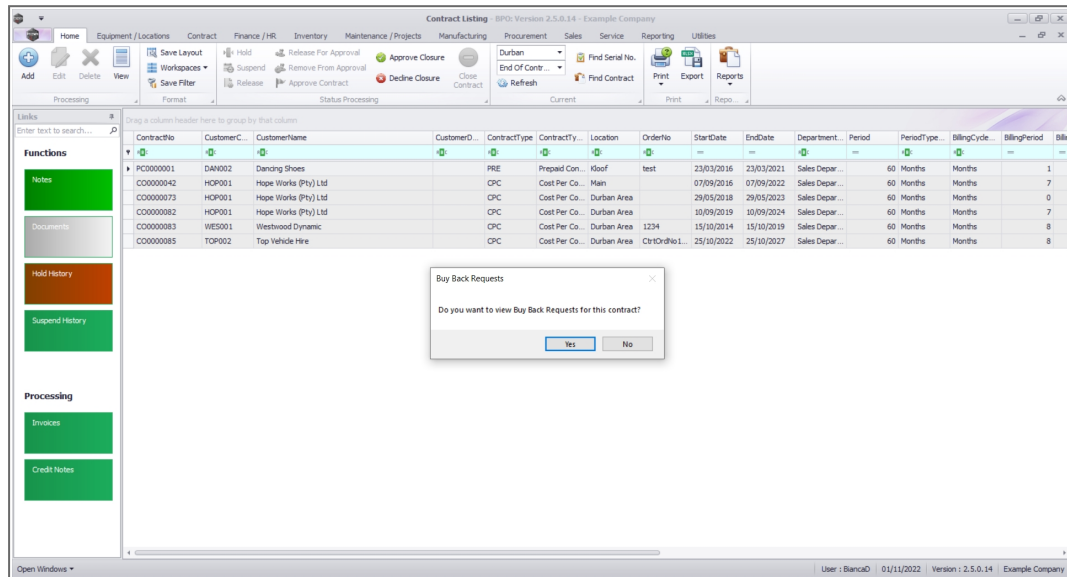 Contract Listing - BPO: Version 2.5.0.14 - Example Company
Home Equipment / Locations Contract Finance / HR Inventory Maintenance / Projects Manufacturing Procurement Sales Service Reporting Utilities
Add Edit Delete View
Processing
Save Layout
Workspaces
Save Filter
Format
Hold
Suspend
Release
Release For Approval
Remove From Approval
Approve Contract
Approve Closure
Decline Closure
Close Contract
Status Processing
Durban
End Of Contr...
Refresh
Find Serial No.
Find Contract
Current
Print Export
Print
Reports
Repo...
Links
Enter text to search...
Functions
Notes
Documents
Hold History
Suspend History
Processing
Invoices
Credit Notes
Drag a column header here to group by that column
ContractNo CustomerC... CustomerName CustomerD... ContractType ContractTy... Location OrderNo StartDate EndDate Department... Period PeriodType... BillingCycle... BillingPeriod Bill
PC0000001 DAN002 Dancing Shoes PRE Prepaid Con... Kloof test 23/03/2016 23/03/2021 Sales Depar... 60 Months Months 1
CO0000042 HOP001 Hope Works (Pty) Ltd CPC Cost Per Co... Main 07/09/2016 07/09/2022 Sales Depar... 60 Months Months 7
CO0000073 HOP001 Hope Works (Pty) Ltd CPC Cost Per Co... Durban Area 29/05/2018 29/05/2023 Sales Depar... 60 Months Months 0
CO0000082 HOP001 Hope Works (Pty) Ltd CPC Cost Per Co... Durban Area 10/09/2019 10/09/2024 Sales Depar... 60 Months Months 7
CO0000083 WES001 Westwood Dynamic CPC Cost Per Co... Durban Area 1234 15/10/2014 15/10/2019 Sales Depar... 60 Months Months 8
CO0000085 TOP002 Top Vehicle Hire CPC Cost Per Co... Durban Area CtrtOrdNo1... 25/10/2022 25/10/2027 Sales Depar... 60 Months Months 8
Buy Back Requests
Do you want to view Buy Back Requests for this contract?
Yes No
Open Windows
User : BiancaD 01/11/2022 Version : 2.5.0.14 Example Company